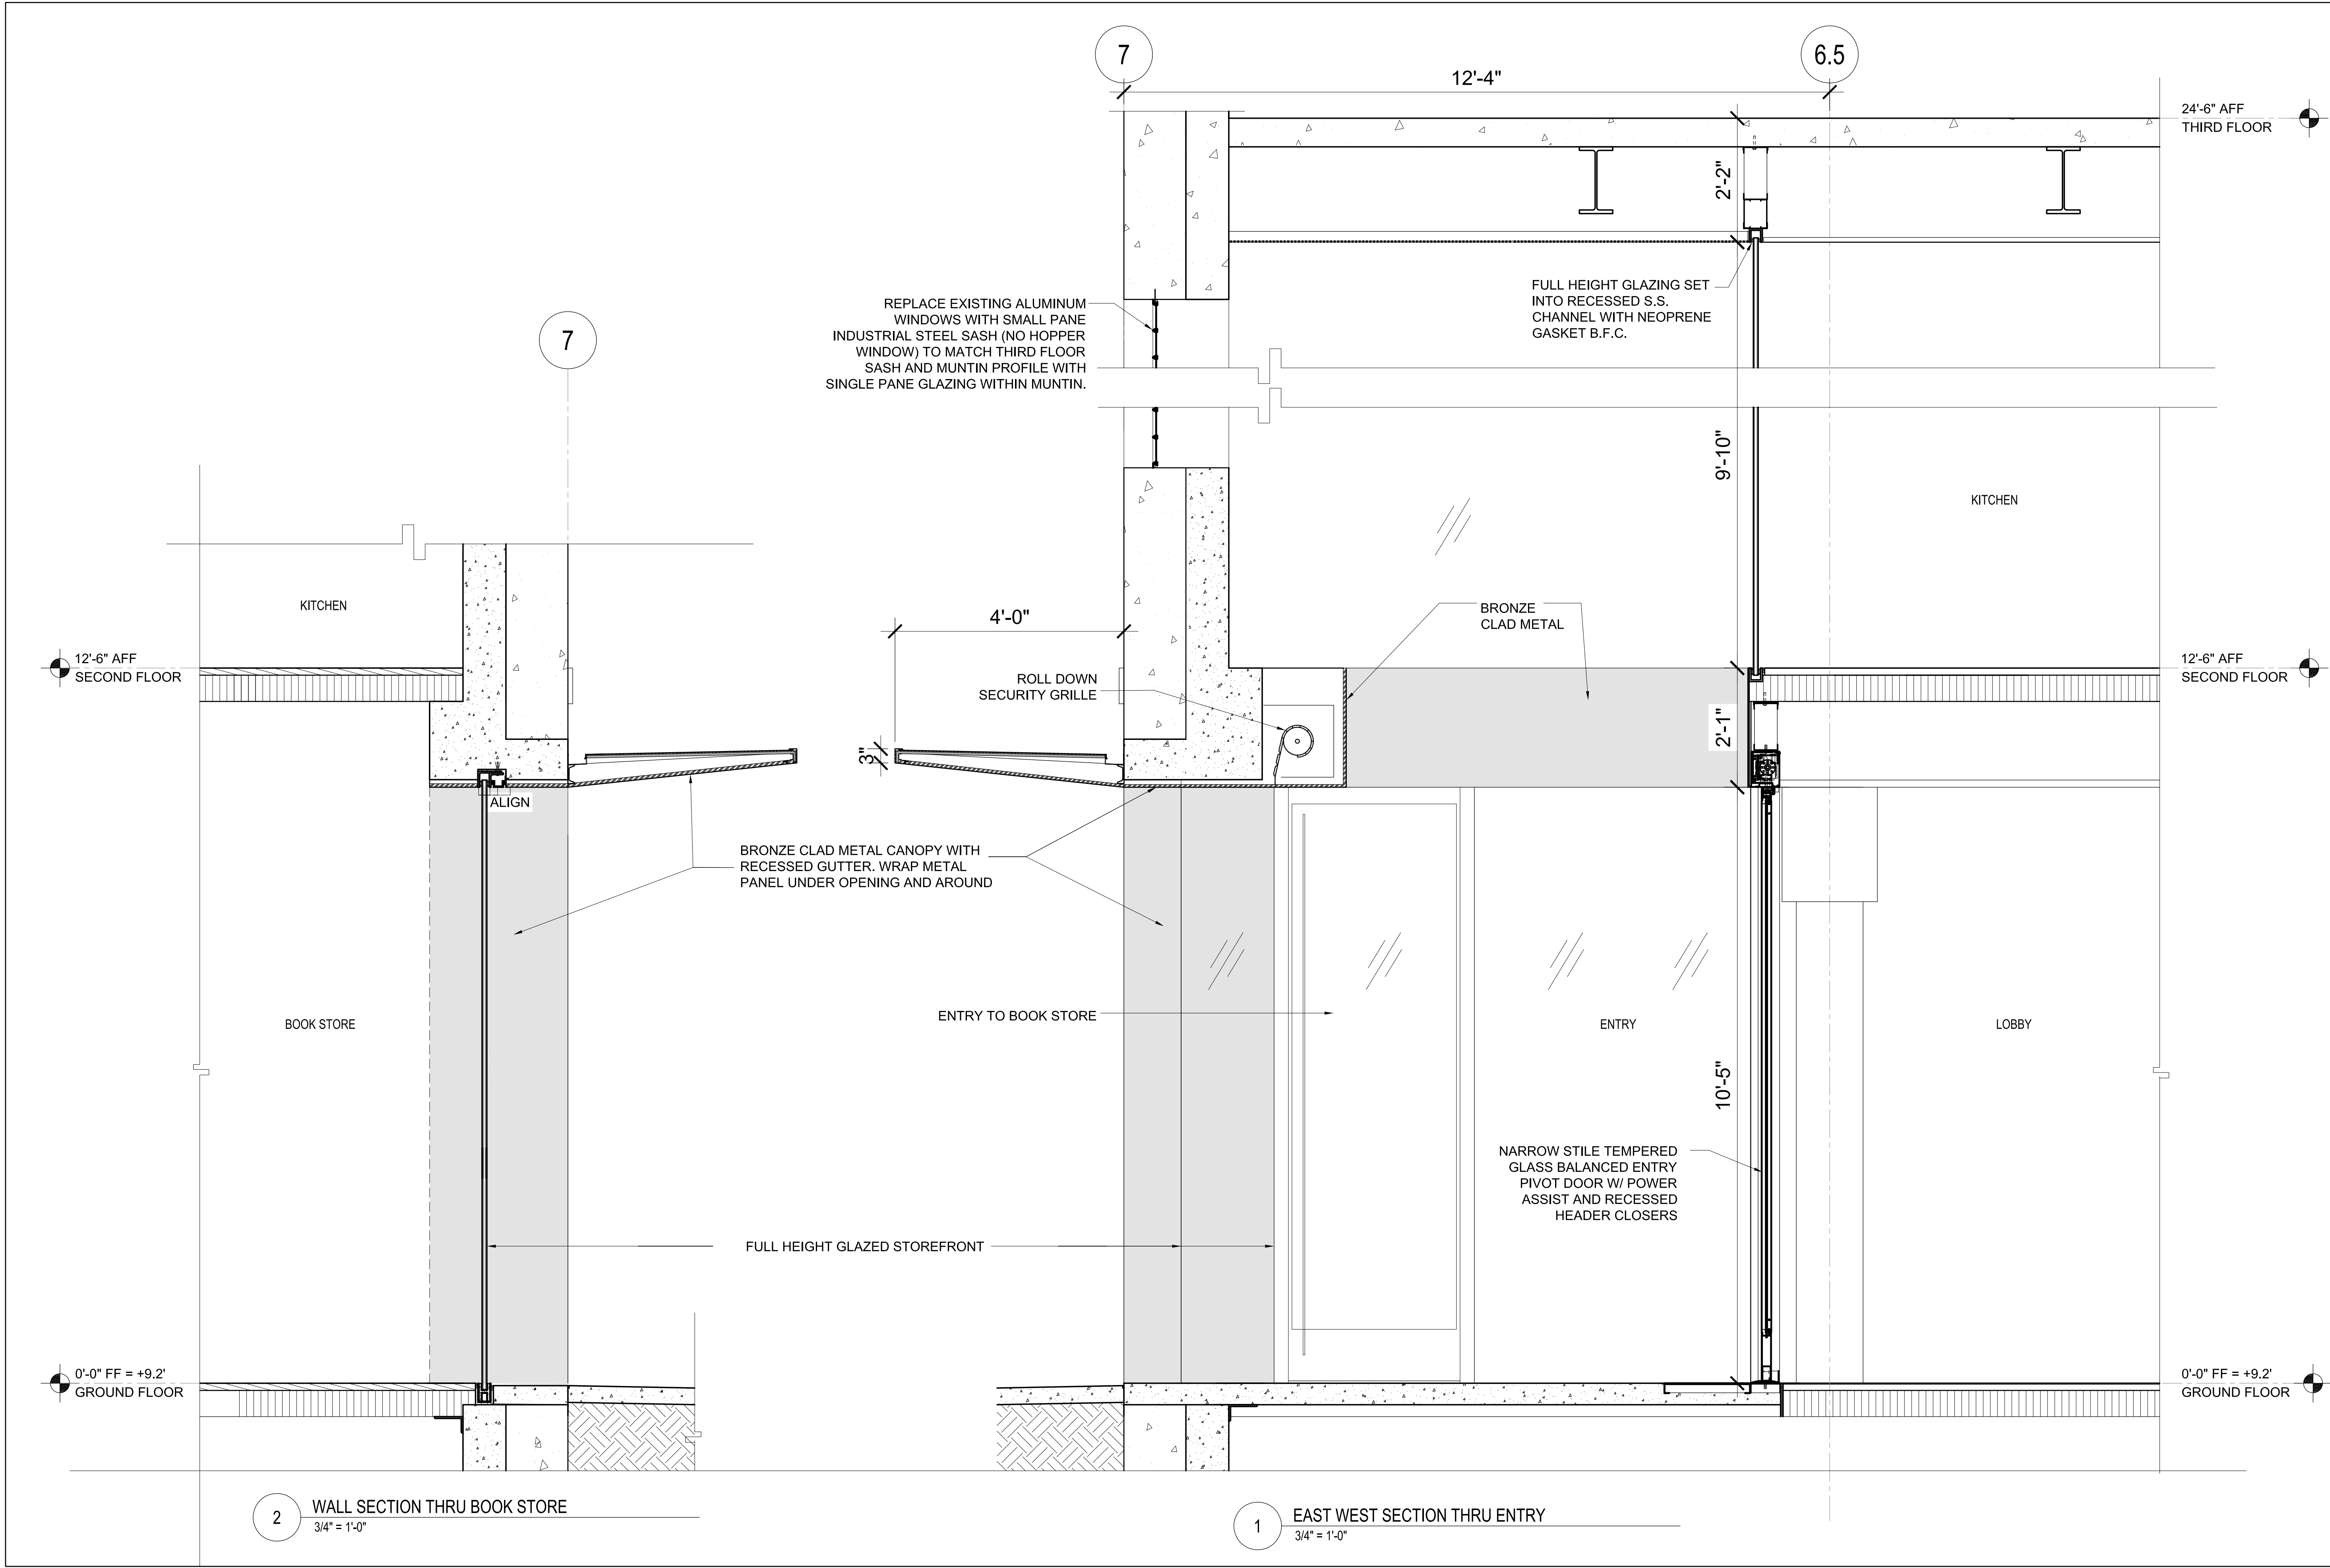 7
6.5
12'-4"
24'-6" AFF
THIRD FLOOR
2'-2"
FULL HEIGHT GLAZING SET
INTO RECESSED S.S.
CHANNEL WITH NEOPRENE
GASKET B.F.C.
REPLACE EXISTING ALUMINUM
WINDOWS WITH SMALL PANE
INDUSTRIAL STEEL SASH (NO HOPPER
WINDOW) TO MATCH THIRD FLOOR
SASH AND MUNTIN PROFILE WITH
SINGLE PANE GLAZING WITHIN MUNTIN.
7
9'-10"
KITCHEN
KITCHEN
4'-0"
BRONZE
CLAD METAL
12'-6" AFF
SECOND FLOOR
ROLL DOWN
SECURITY GRILLE
12'-6" AFF
SECOND FLOOR
2'-1"
3"
ALIGN
BRONZE CLAD METAL CANOPY WITH
RECESSED GUTTER. WRAP METAL
PANEL UNDER OPENING AND AROUND
ENTRY TO BOOK STORE
BOOK STORE
ENTRY
LOBBY
10'-5"
NARROW STILE TEMPERED
GLASS BALANCED ENTRY
PIVOT DOOR W/ POWER
ASSIST AND RECESSED
HEADER CLOSERS
FULL HEIGHT GLAZED STOREFRONT
0'-0" FF = +9.2'
GROUND FLOOR
0'-0" FF = +9.2'
GROUND FLOOR
2
WALL SECTION THRU BOOK STORE
3/4" = 1'-0"
1
EAST WEST SECTION THRU ENTRY
3/4" = 1'-0"